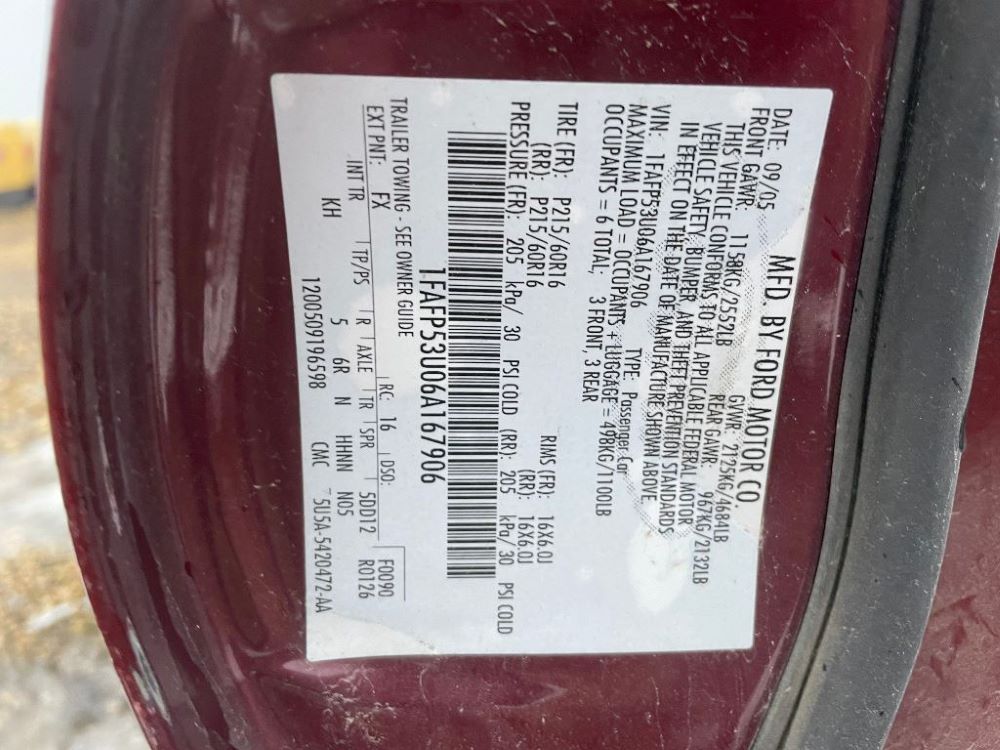 MFD. BY FORD MOTOR CO.
DATE: 09/05 GVWR: 2125KG/4684LB
FRONT GAWR: 1158KG/2552LB REAR GAWR: 967KG/2132LB
THIS VEHICLE CONFORMS TO ALL APPLICABLE FEDERAL MOTOR
VEHICLE SAFETY, BUMPER, AND THEFT PREVENTION STANDARDS
IN EFFECT ON THE DATE OF MANUFACTURE SHOWN ABOVE
VIN: 1FAFP53U06A167906 TYPE: Passenger Car
MAXIMUM LOAD = OCCUPANTS + LUGGAGE = 498KG/1100LB
OCCUPANTS = 6 TOTAL, 3 FRONT, 3 REAR
TIRE (FR): P215/60R16 RIMS (FR): 16X6.0J
(RR): P215/60R16 (RR): 16X6.0J
PRESSURE (FR): 205 kPa/ 30 PSI COLD (RR): 205 kPa/ 30 PSI COLD
1FAFP53U06A167906
TRAILER TOWING - SEE OWNER GUIDE
EXT PNT: FX RC: 16 DSO: F0090
INT TR TP/PS R AXLE TR SPR 5DD12 R0126
KH 5 6R N HHNN N05
1200509196598 CMC 5U5A-5420472-AA